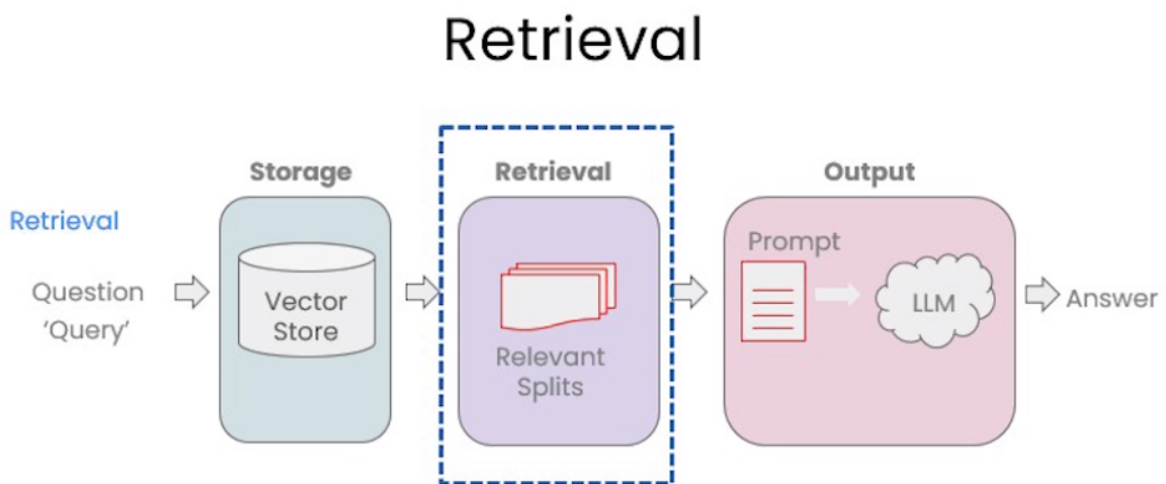 Retrieval
Storage
Retrieval
Output
Retrieval
Question
‘Query’
Vector
Store
Relevant
Splits
Prompt
LLM
Answer